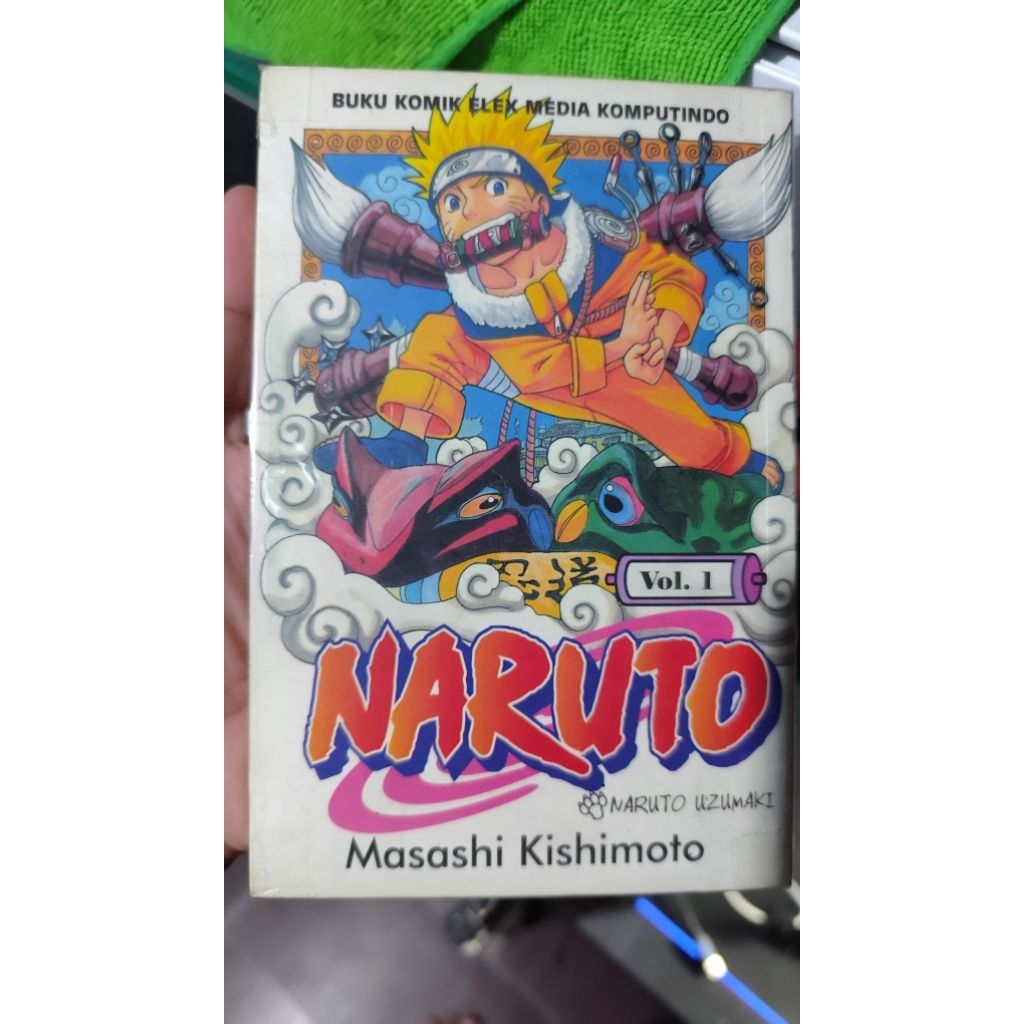 BUKU KOMIK ELEX MEDIA KOMPUTINDO
Vol. 1
NARUTO
NARUTO UZUMAKI
Masashi Kishimoto